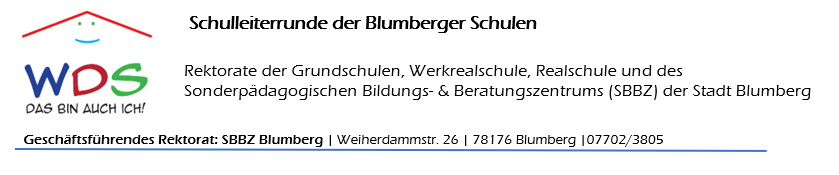 Schulleiterrunde der Blumberger Schulen
WDS
DAS BIN AUCH ICH!
Rektorate der Grundschulen, Werkrealschule, Realschule und des
Sonderpädagogischen Bildungs- & Beratungszentrums (SBBZ) der Stadt Blumberg
Geschäftsführendes Rektorat: SBBZ Blumberg | Weiherdammstr. 26 | 78176 Blumberg |07702/3805